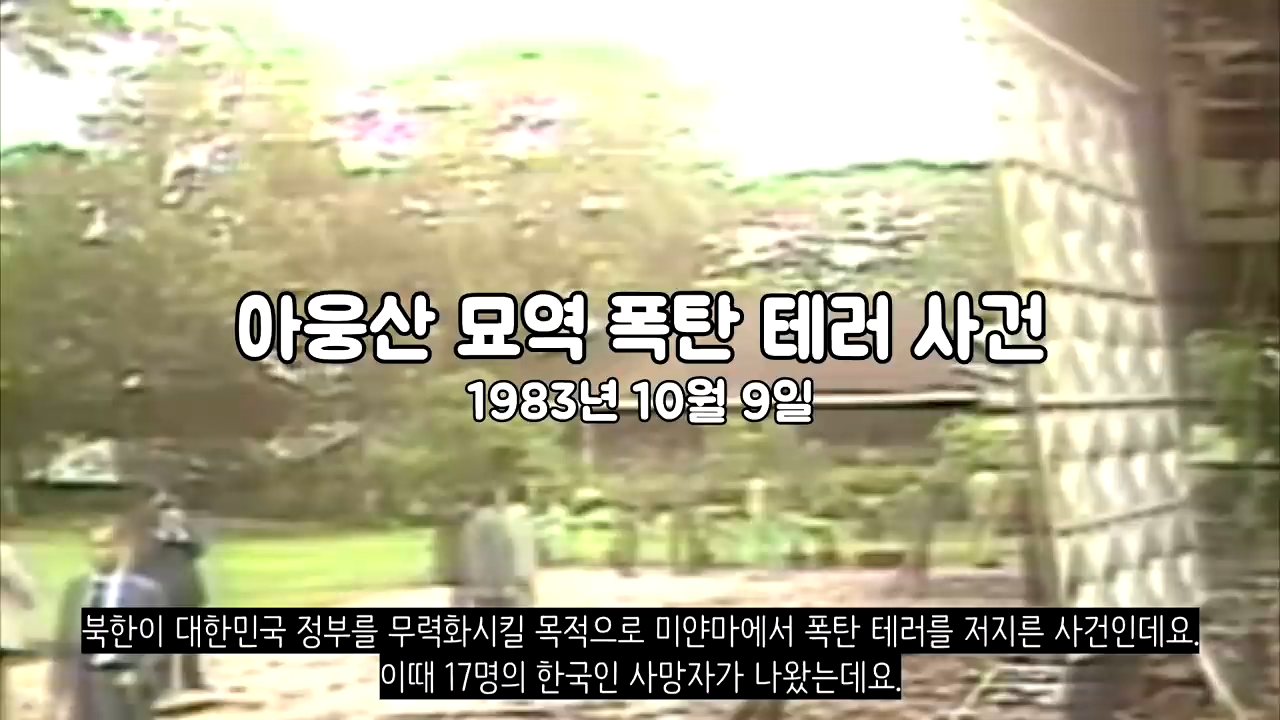 아웅산 묘역 폭탄 테러 사건
1983년 10월 9일
북한이 대한민국 정부를 무력화시킬 목적으로 미얀마에서 폭탄 테러를 저지른 사건인데요.
이때 17명의 한국인 사망자가 나왔는데요.